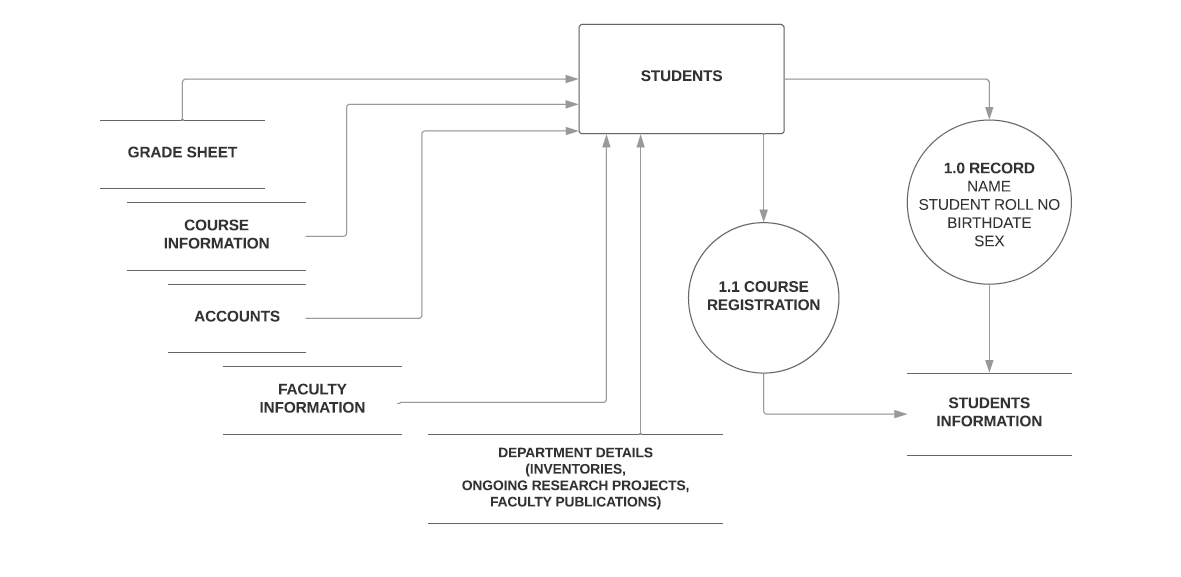 STUDENTS
GRADE SHEET
COURSE
INFORMATION
ACCOUNTS
FACULTY
INFORMATION
DEPARTMENT DETAILS
(INVENTORIES,
ONGOING RESEARCH PROJECTS,
FACULTY PUBLICATIONS)
1.1 COURSE
REGISTRATION
1.0 RECORD
NAME
STUDENT ROLL NO
BIRTHDATE
SEX
STUDENTS
INFORMATION